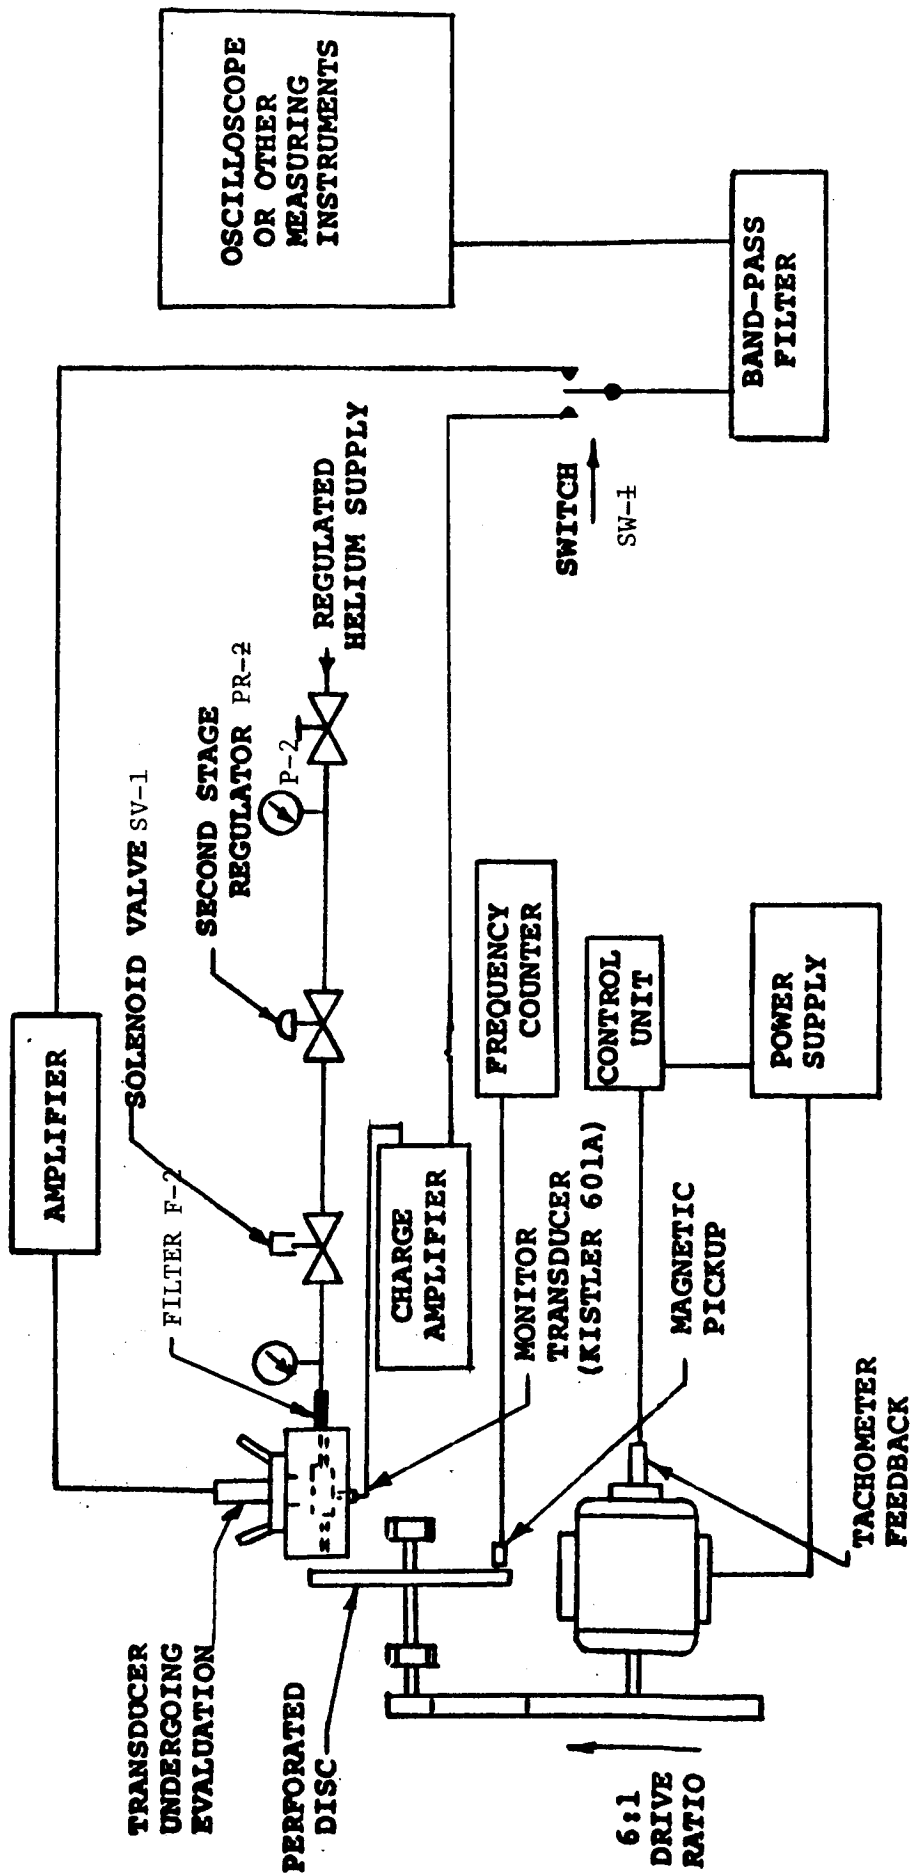 OSCILLOSCOPE
OR OTHER
MEASURING
INSTRUMENTS
BAND-PASS
FILTER
SWITCH
SW-1
REGULATED
HELIUM SUPPLY
P-2
SECOND STAGE
REGULATOR PR-2
SOLENOID VALVE SV-1
AMPLIFIER
FILTER F-2
CHARGE
AMPLIFIER
FREQUENCY
COUNTER
CONTROL
UNIT
POWER
SUPPLY
MONITOR
TRANSDUCER
(KISTLER 601A)
MAGNETIC
PICKUP
TACHOMETER
FEEDBACK
TRANSDUCER
UNDERGOING
EVALUATION
PERFORATED
DISC
6:1
DRIVE
RATIO